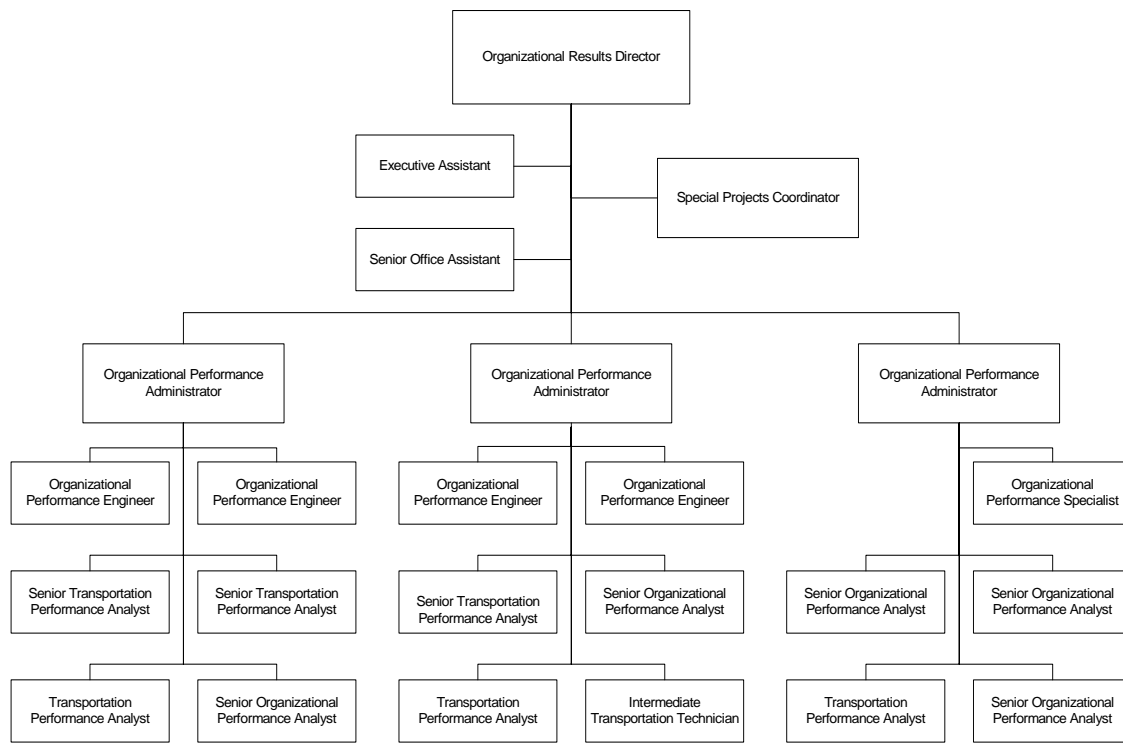 Organizational Results Director
Executive Assistant
Special Projects Coordinator
Senior Office Assistant
Organizational Performance
Administrator
Organizational Performance
Administrator
Organizational Performance
Administrator
Organizational
Performance Engineer
Organizational
Performance Engineer
Organizational
Performance Engineer
Organizational
Performance Engineer
Organizational
Performance Specialist
Senior Transportation
Performance Analyst
Senior Transportation
Performance Analyst
Senior Transportation
Performance Analyst
Senior Organizational
Performance Analyst
Senior Organizational
Performance Analyst
Senior Organizational
Performance Analyst
Transportation
Performance Analyst
Senior Organizational
Performance Analyst
Transportation
Performance Analyst
Intermediate
Transportation Technician
Transportation
Performance Analyst
Senior Organizational
Performance Analyst